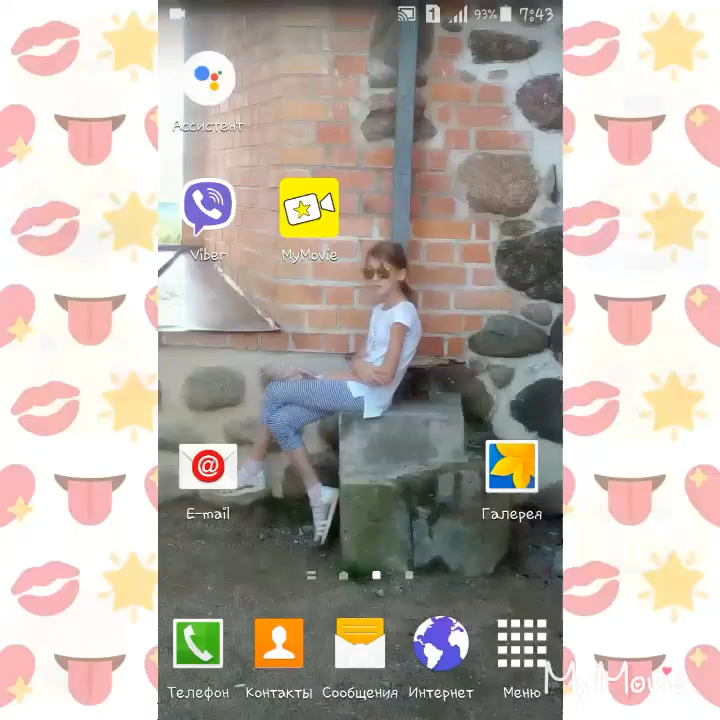 1 93% 7:43
Ассистент
Viber
MyMovie
E-mail
Галерея
Телефон
Контакты
Сообщения
Интернет
Меню
MyMovie